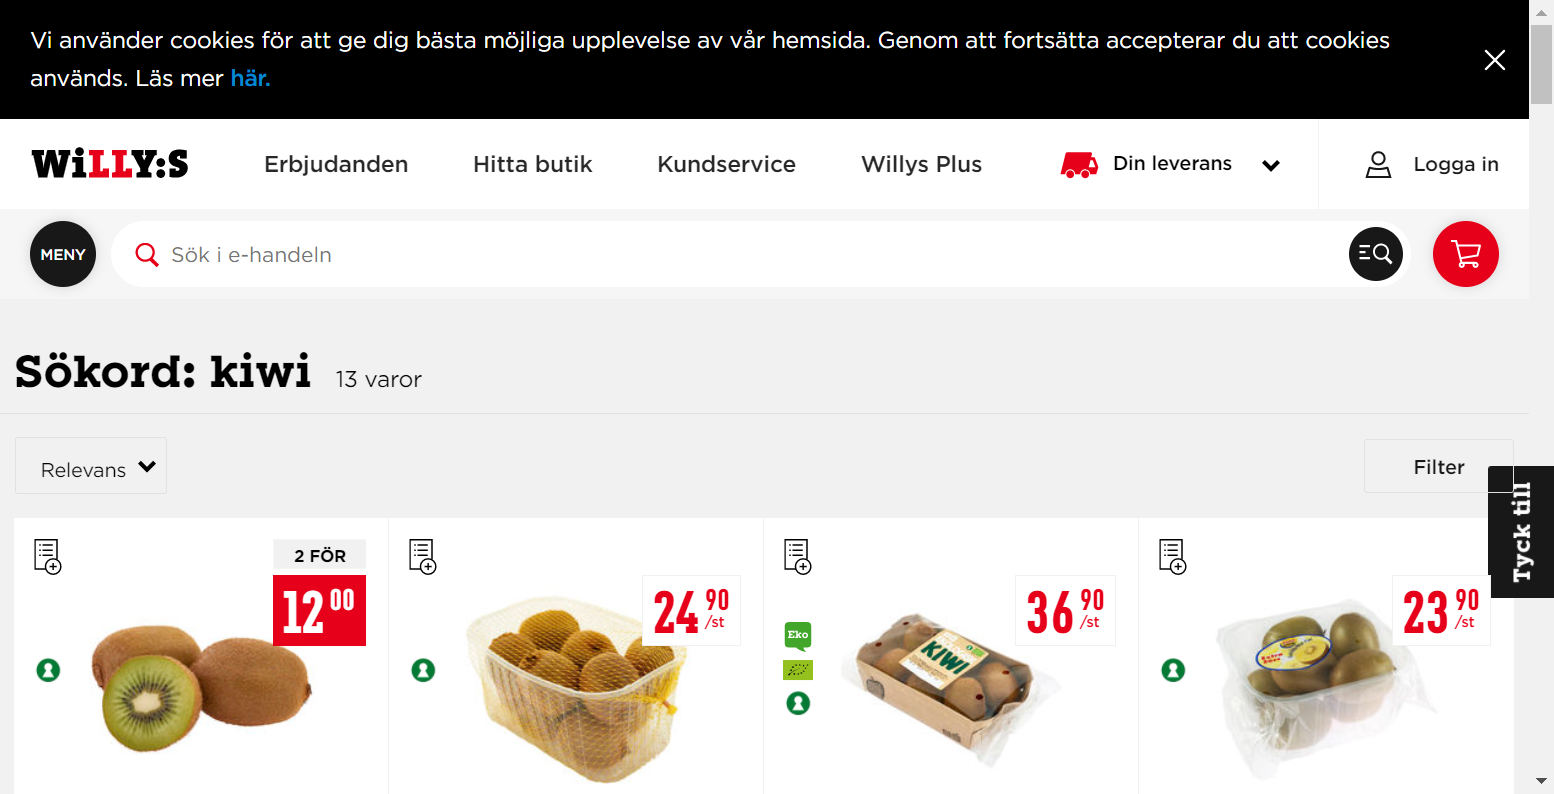 Vi använder cookies för att ge dig bästa möjliga upplevelse av vår hemsida. Genom att fortsätta accepterar du att cookies
används. Läs mer här.
WiLLY:S
Erbjudanden
Hitta butik
Kundservice
Willys Plus
Din leverans
Logga in
MENY
Sök i e-handeln
Sökord: kiwi
13 varor
Relevans
Filter
Tyck till
2 FÖR
12 00
24 90
/st
Eko
KIWI
36 90
/st
23 90
/st